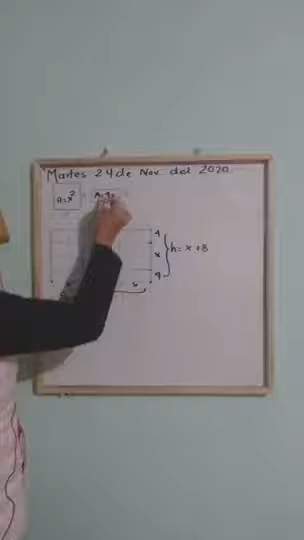 Martes 24 de Nov. del 2020
A=x²
4
x
4
h= x+8
x